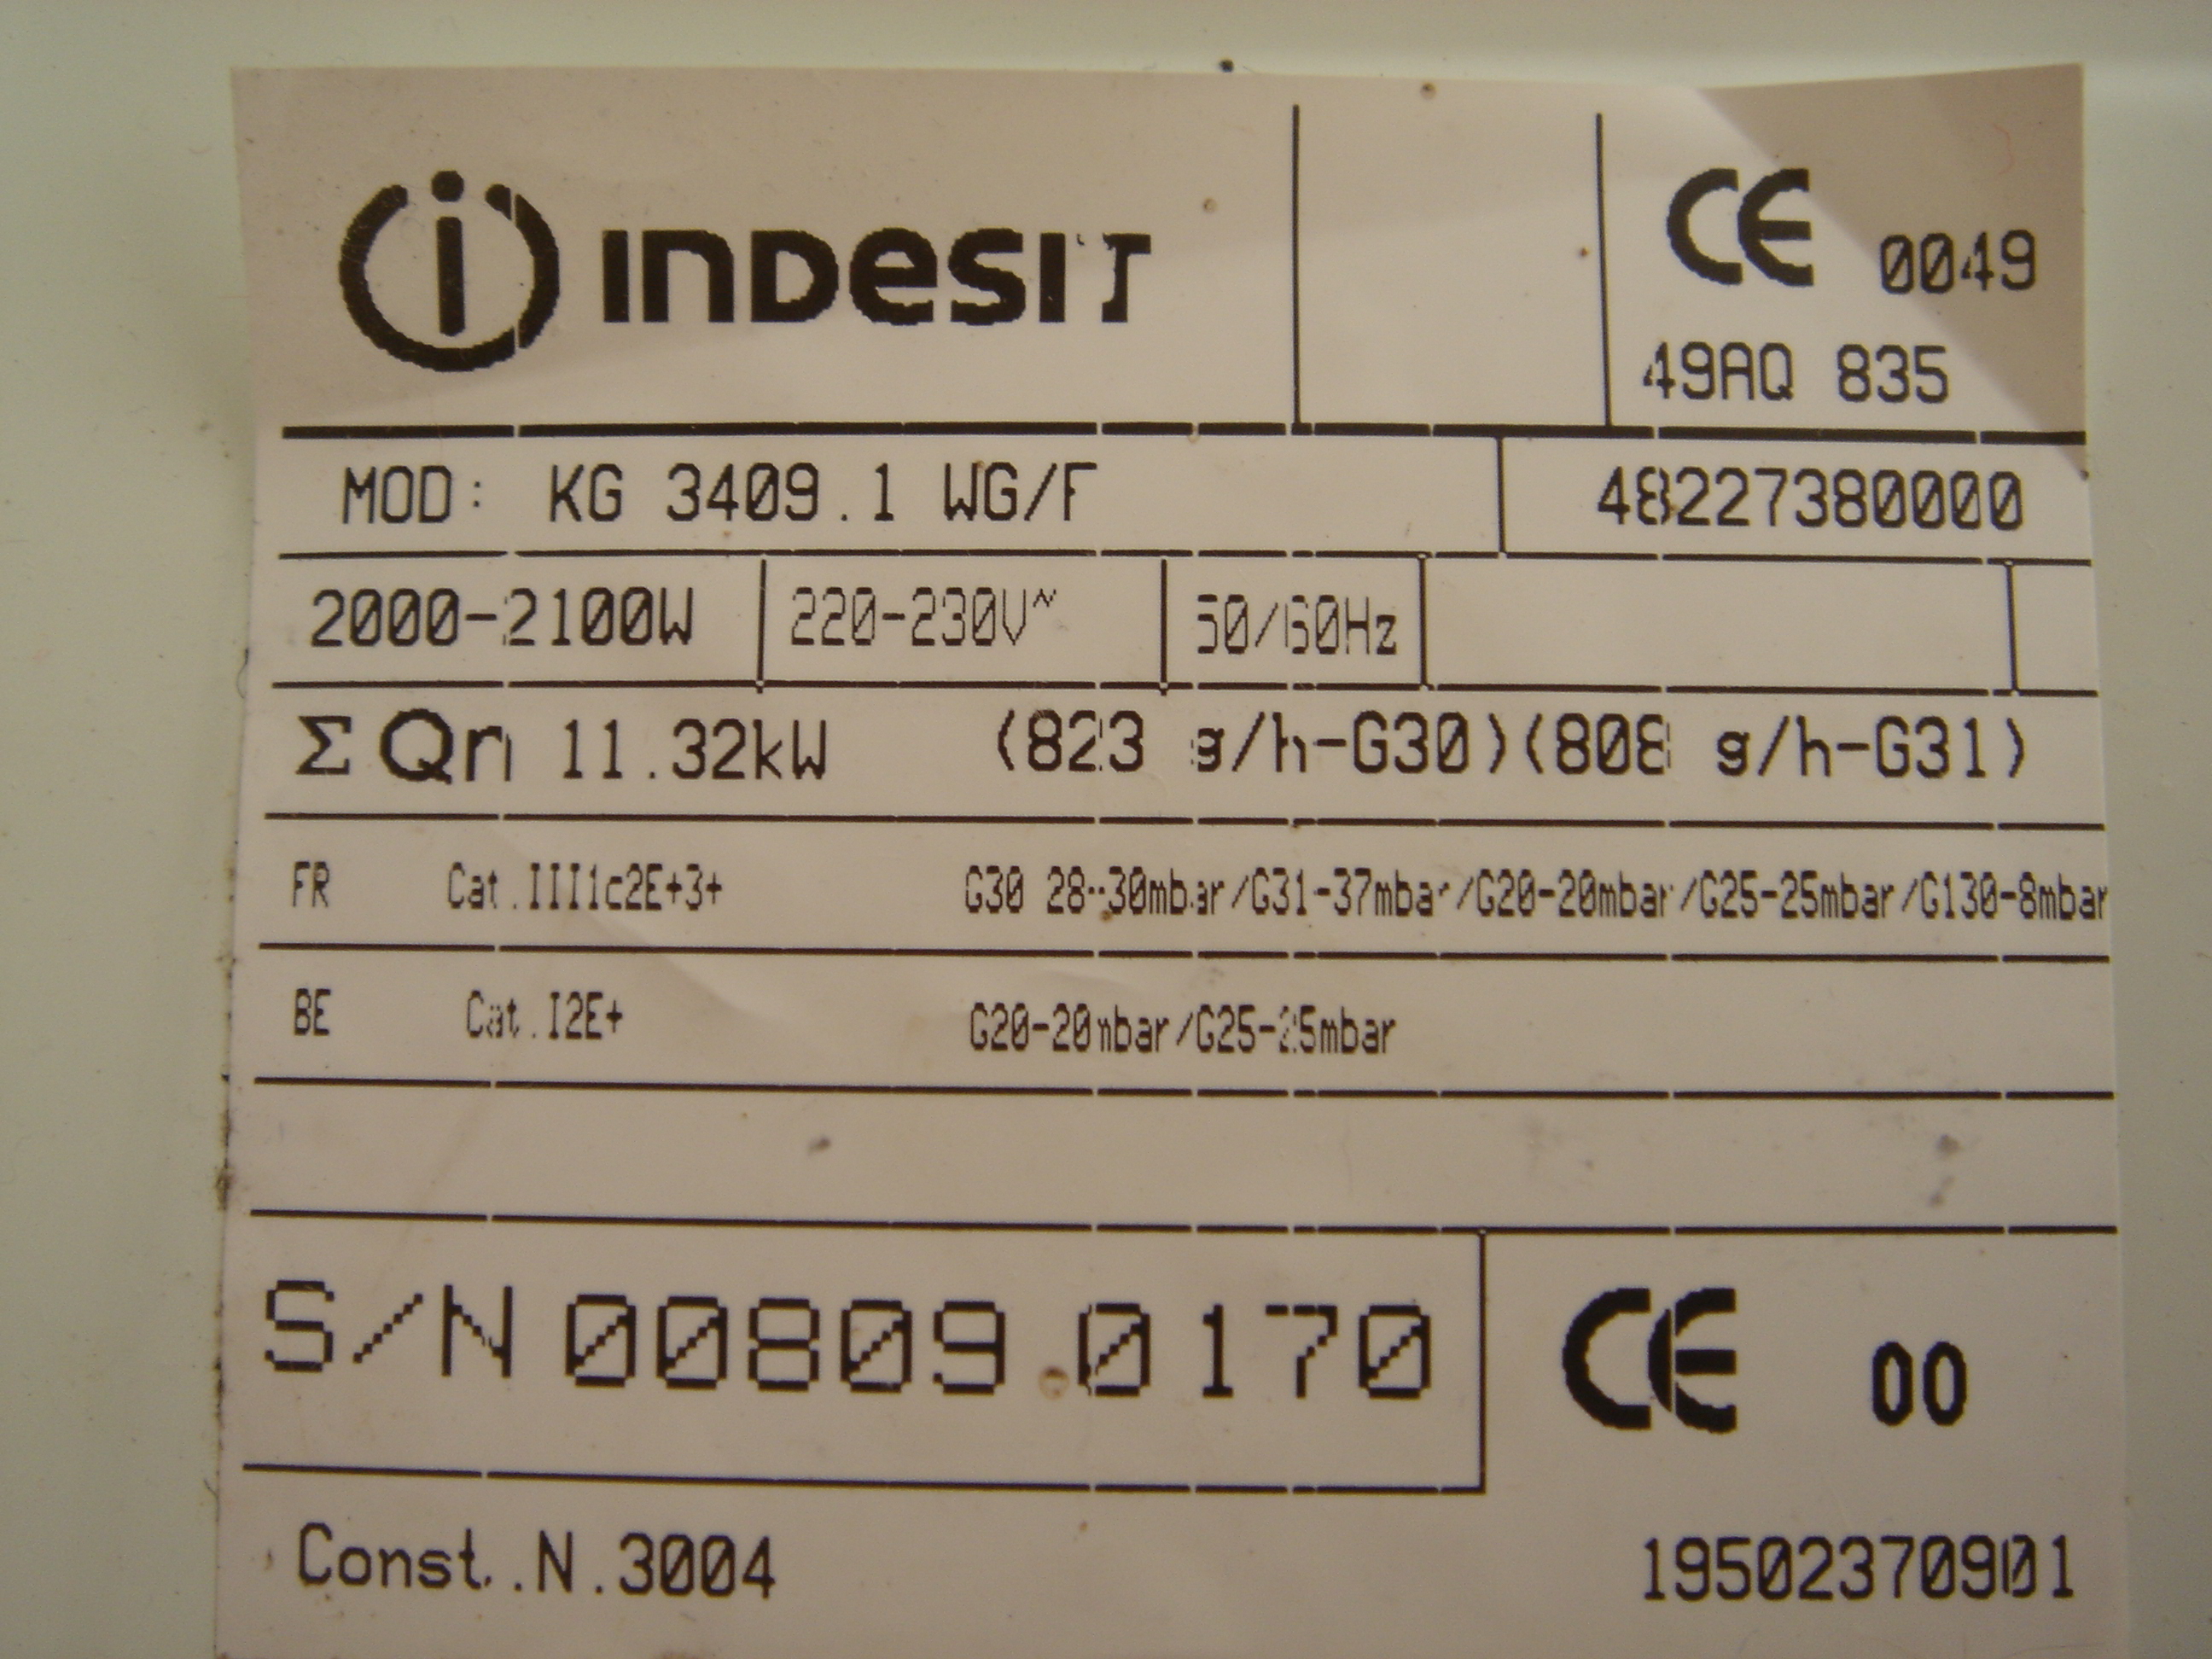 INDESIT
CE 0049
49AQ 835
MOD: KG 3409.1 WG/F 48227380000
2000-2100W 220-230V~ 50/60Hz
Σ Qn 11.32kW (823 g/h-G30)(808 g/h-G31)
FR Cat.III1c2E+3+ G30 28-30mbar/G31-37mbar/G20-20mbar/G25-25mbar/G130-8mbar
BE Cat.I2E+ G20-20mbar/G25-25mbar
S/N 00809 0170 CE 00
Const.N.3004 19502370901